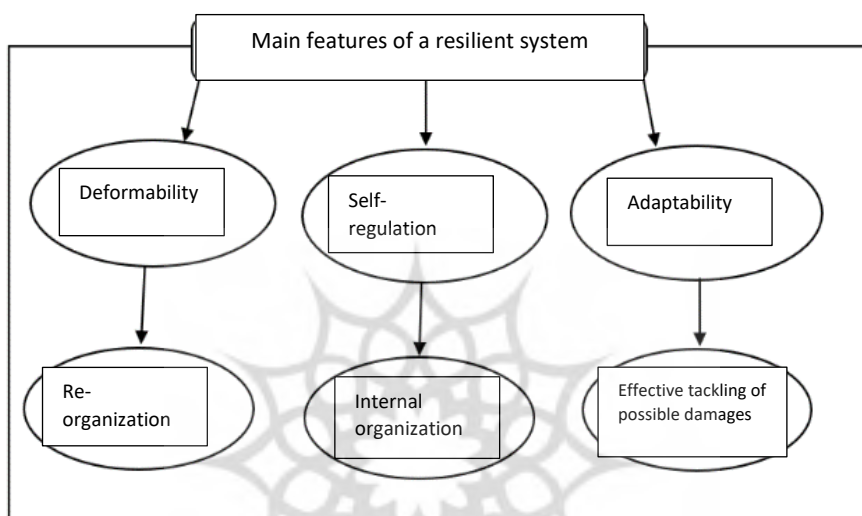 Main features of a resilient system
Deformability
Self-
regulation
Adaptability
Re-
organization
Internal
organization
Effective tackling of
possible damages